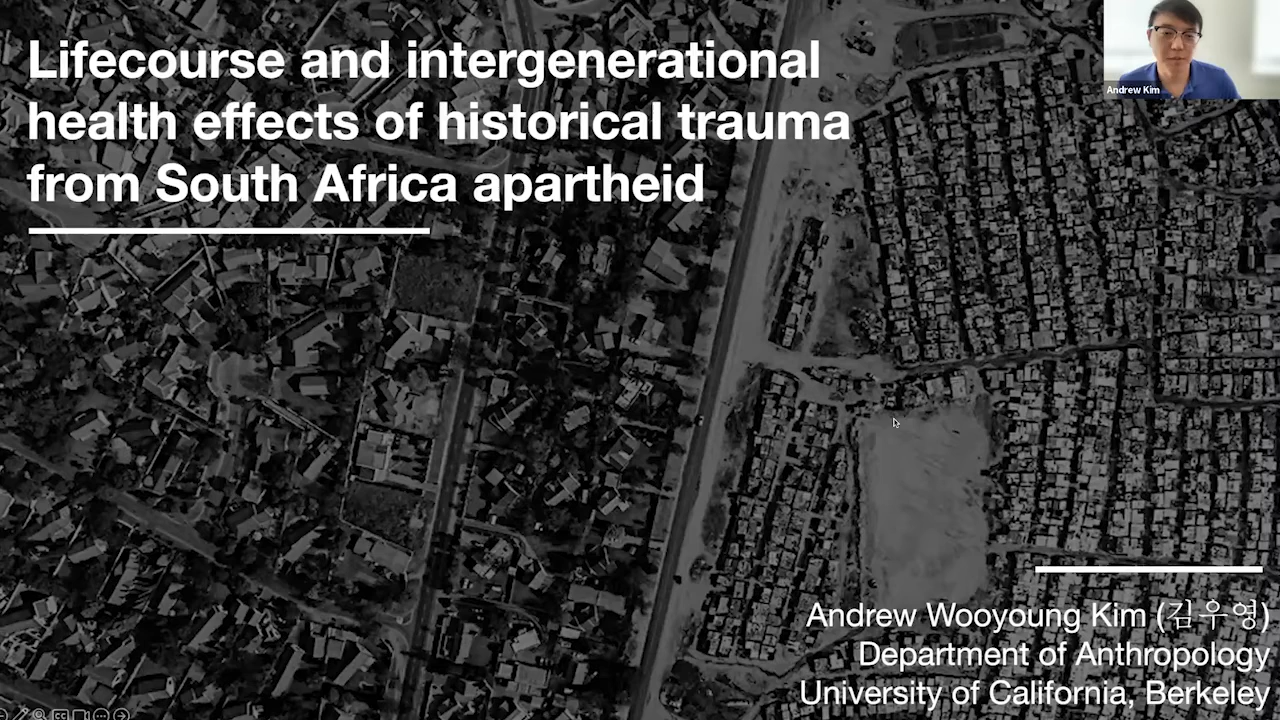 Lifecourse and intergenerational
health effects of historical trauma
from South Africa apartheid
Andrew Kim
Andrew Wooyoung Kim (김우영)
Department of Anthropology
University of California, Berkeley